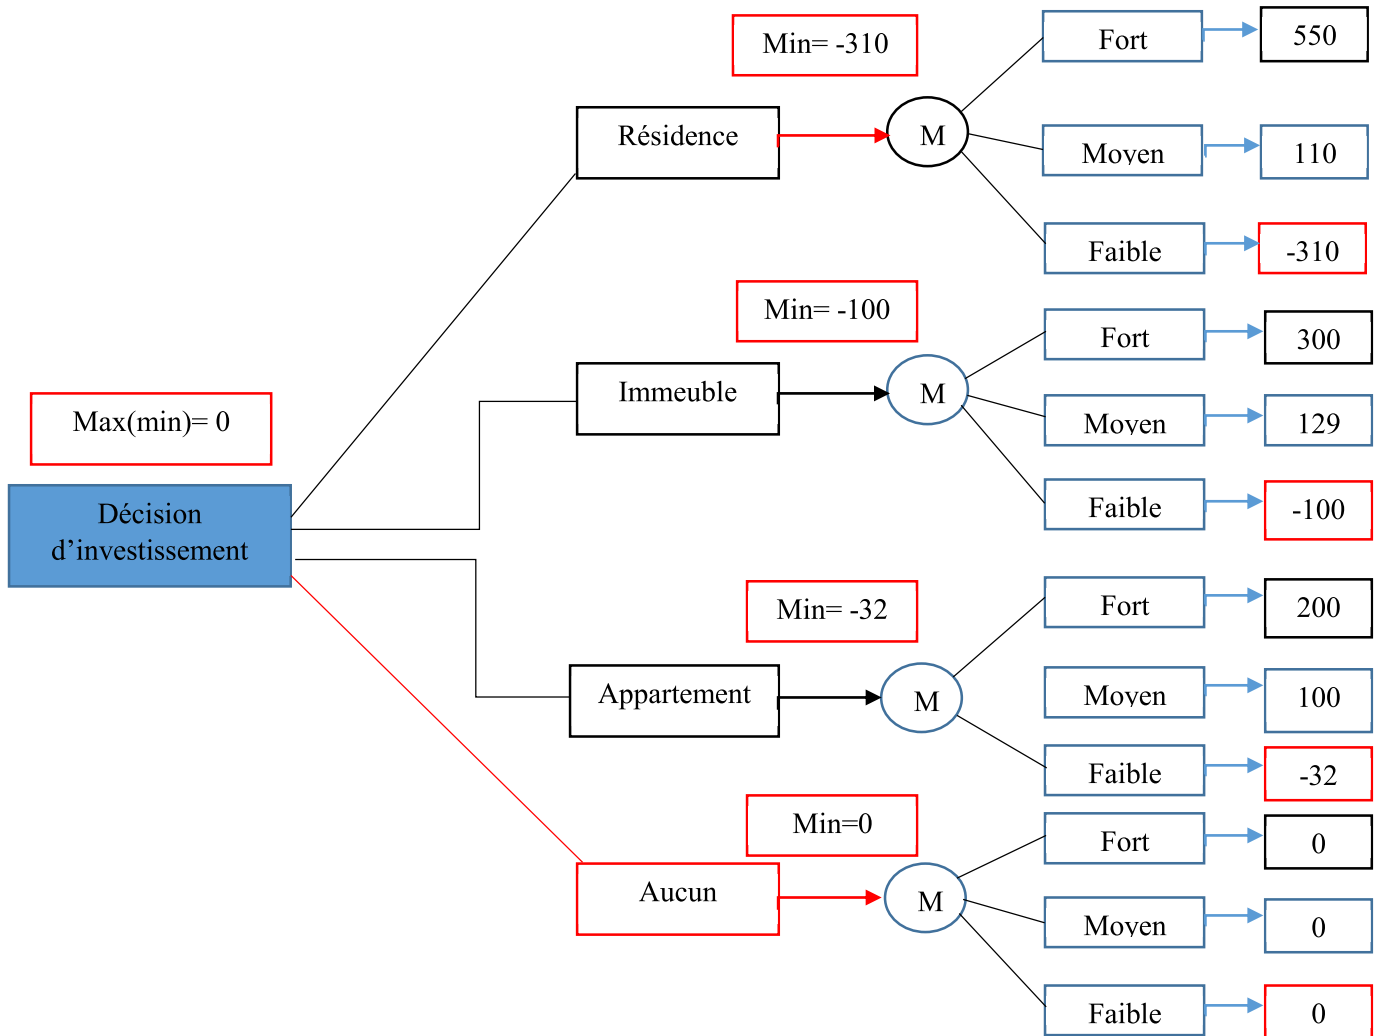 Min= -310
Fort
550
Résidence
M
Moyen
110
Faible
-310
Min= -100
Fort
300
Immeuble
M
Moyen
129
Faible
-100
Max(min)= 0
Décision
d’investissement
Min= -32
Fort
200
Appartement
M
Moyen
100
Faible
-32
Min=0
Fort
0
Aucun
M
Moyen
0
Faible
0